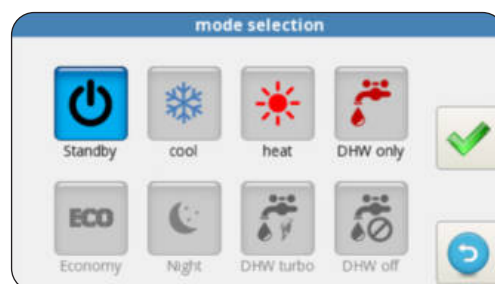 mode selection
Standby cool heat DHW only
ECO
Economy Night DHW turbo DHW off